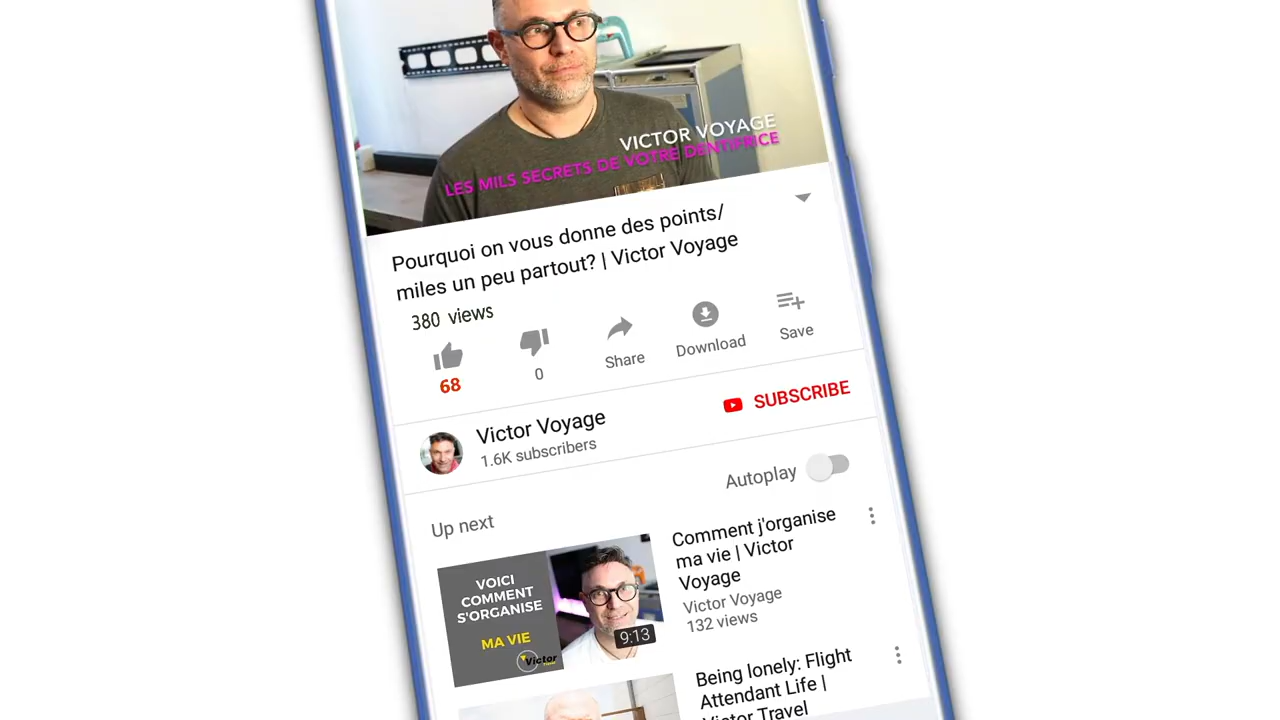 VICTOR VOYAGE
LES MILS SECRETS DE VOTRE DENTIFRICE
Pourquoi on vous donne des points/
miles un peu partout? | Victor Voyage
380 views
68
0
Share
Download
Save
Victor Voyage
1.6K subscribers
SUBSCRIBE
Autoplay
Up next
VOICI
COMMENT
S'ORGANISE
MA VIE
Victor
9:13
Comment j'organise
ma vie | Victor
Voyage
Victor Voyage
132 views
Being lonely: Flight
Attendant Life |
Victor Travel